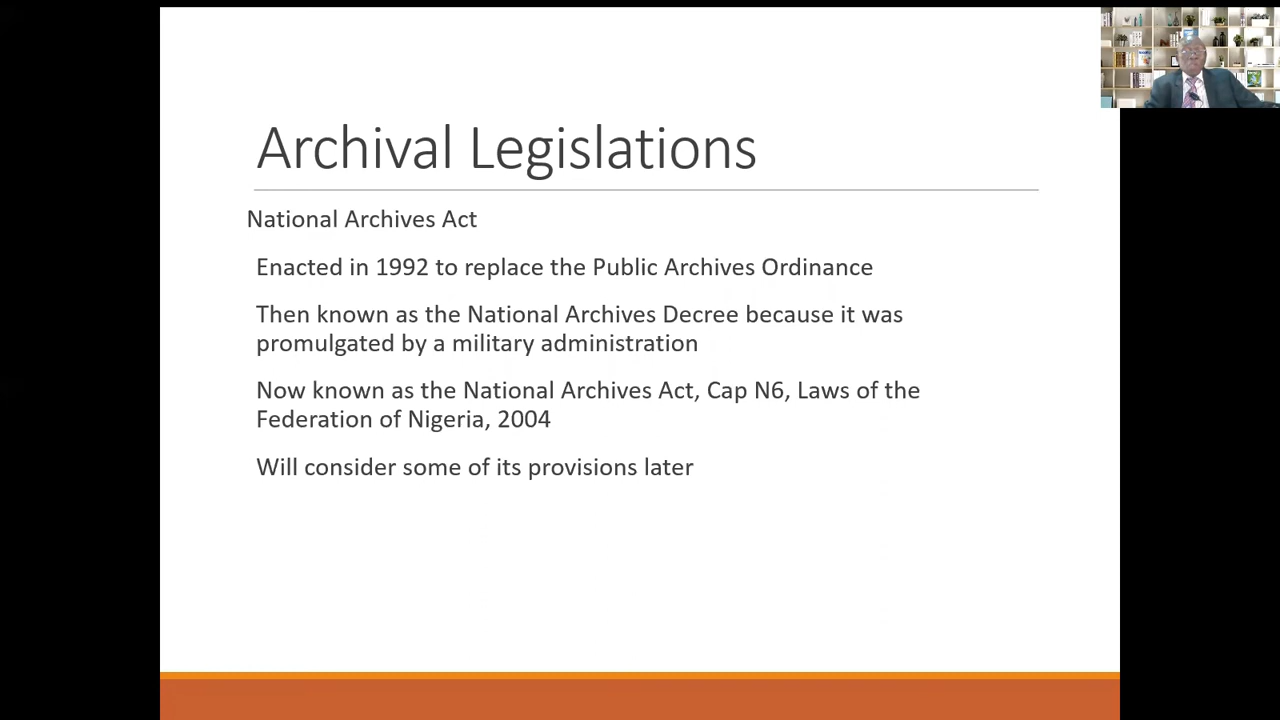 Archival Legislations
National Archives Act
Enacted in 1992 to replace the Public Archives Ordinance
Then known as the National Archives Decree because it was
promulgated by a military administration
Now known as the National Archives Act, Cap N6, Laws of the
Federation of Nigeria, 2004
Will consider some of its provisions later